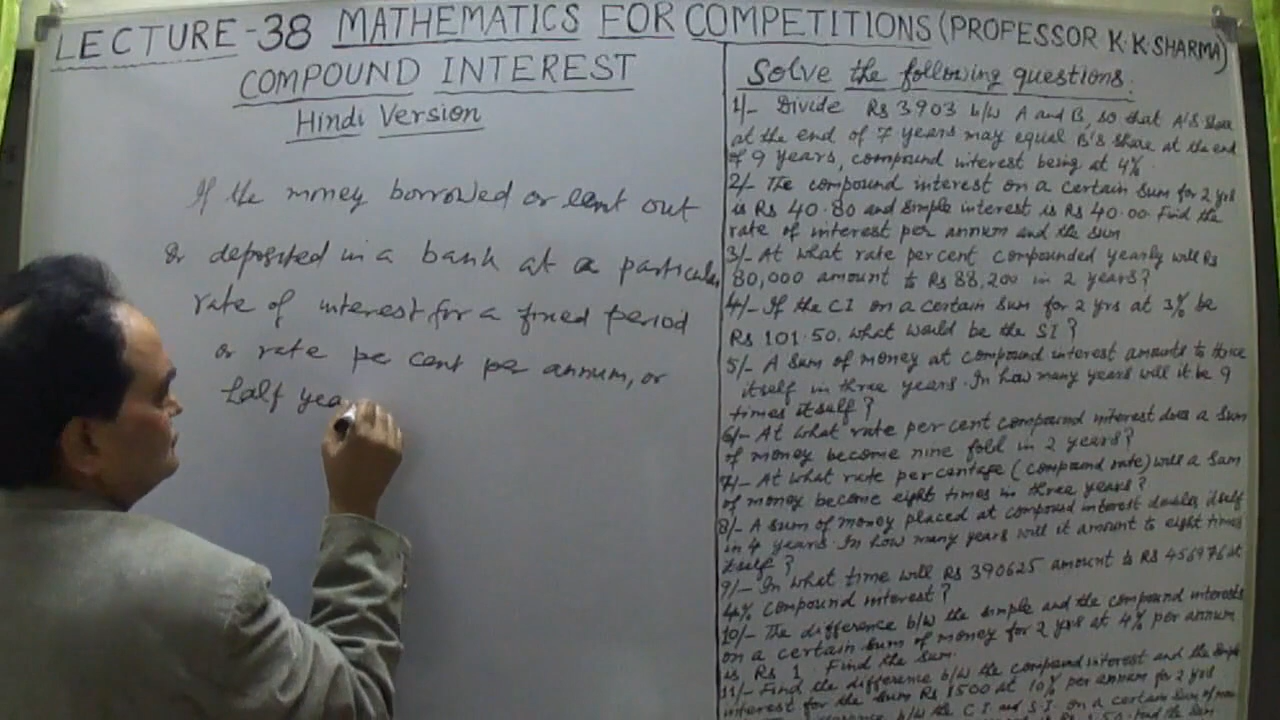 LECTURE-38 MATHEMATICS FOR COMPETITIONS (PROFESSOR K.K.SHARMA)
COMPOUND INTEREST
Hindi Version
If the money borrowed or lent out
or deposited in a bank at a particular
rate of interest for a fixed period
or rate per cent per annum, or
half yea
Solve the following questions.
1/- Divide Rs 3903 b/w A and B, so that A's share
at the end of 7 years may equal B's share at the end
of 9 years, compound interest being at 4%.
2/- The compound interest on a certain sum for 2 yrs
is Rs 40.80 and simple interest is Rs 40.00 Find the
rate of interest per annum and the sum
3/- At what rate percent compounded yearly will Rs
80,000 amount to Rs 88,200 in 2 years?
4/- If the CI on a certain sum for 2 yrs at 3% be
Rs 101.50. what would be the SI?
5/- A sum of money at compound interest amounts to thrice
itself in three years. In how many years will it be 9
times itself?
6/- At what rate per cent compound interest does a sum
of money become nine fold in 2 years?
7/- At what rate percentage (compound rate) will a sum
of money become eight times in three years?
8/- A sum of money placed at compound interest doubles itself
in 4 years. In how many years will it amount to eight times
itself?
9/- In what time will Rs 390625 amount to Rs 456976 at
4% compound interest?
10/- The difference b/w the simple and the compound interests
on a certain sum of money for 2 yrs at 4% per annum
is Rs 1 Find the sum.
11/- Find the difference b/w the compound interest and the simple
interest for the sum Rs 1500 at 10% per annum for 2 yrs
b/w the C.I. and S.I. on a certain sum of